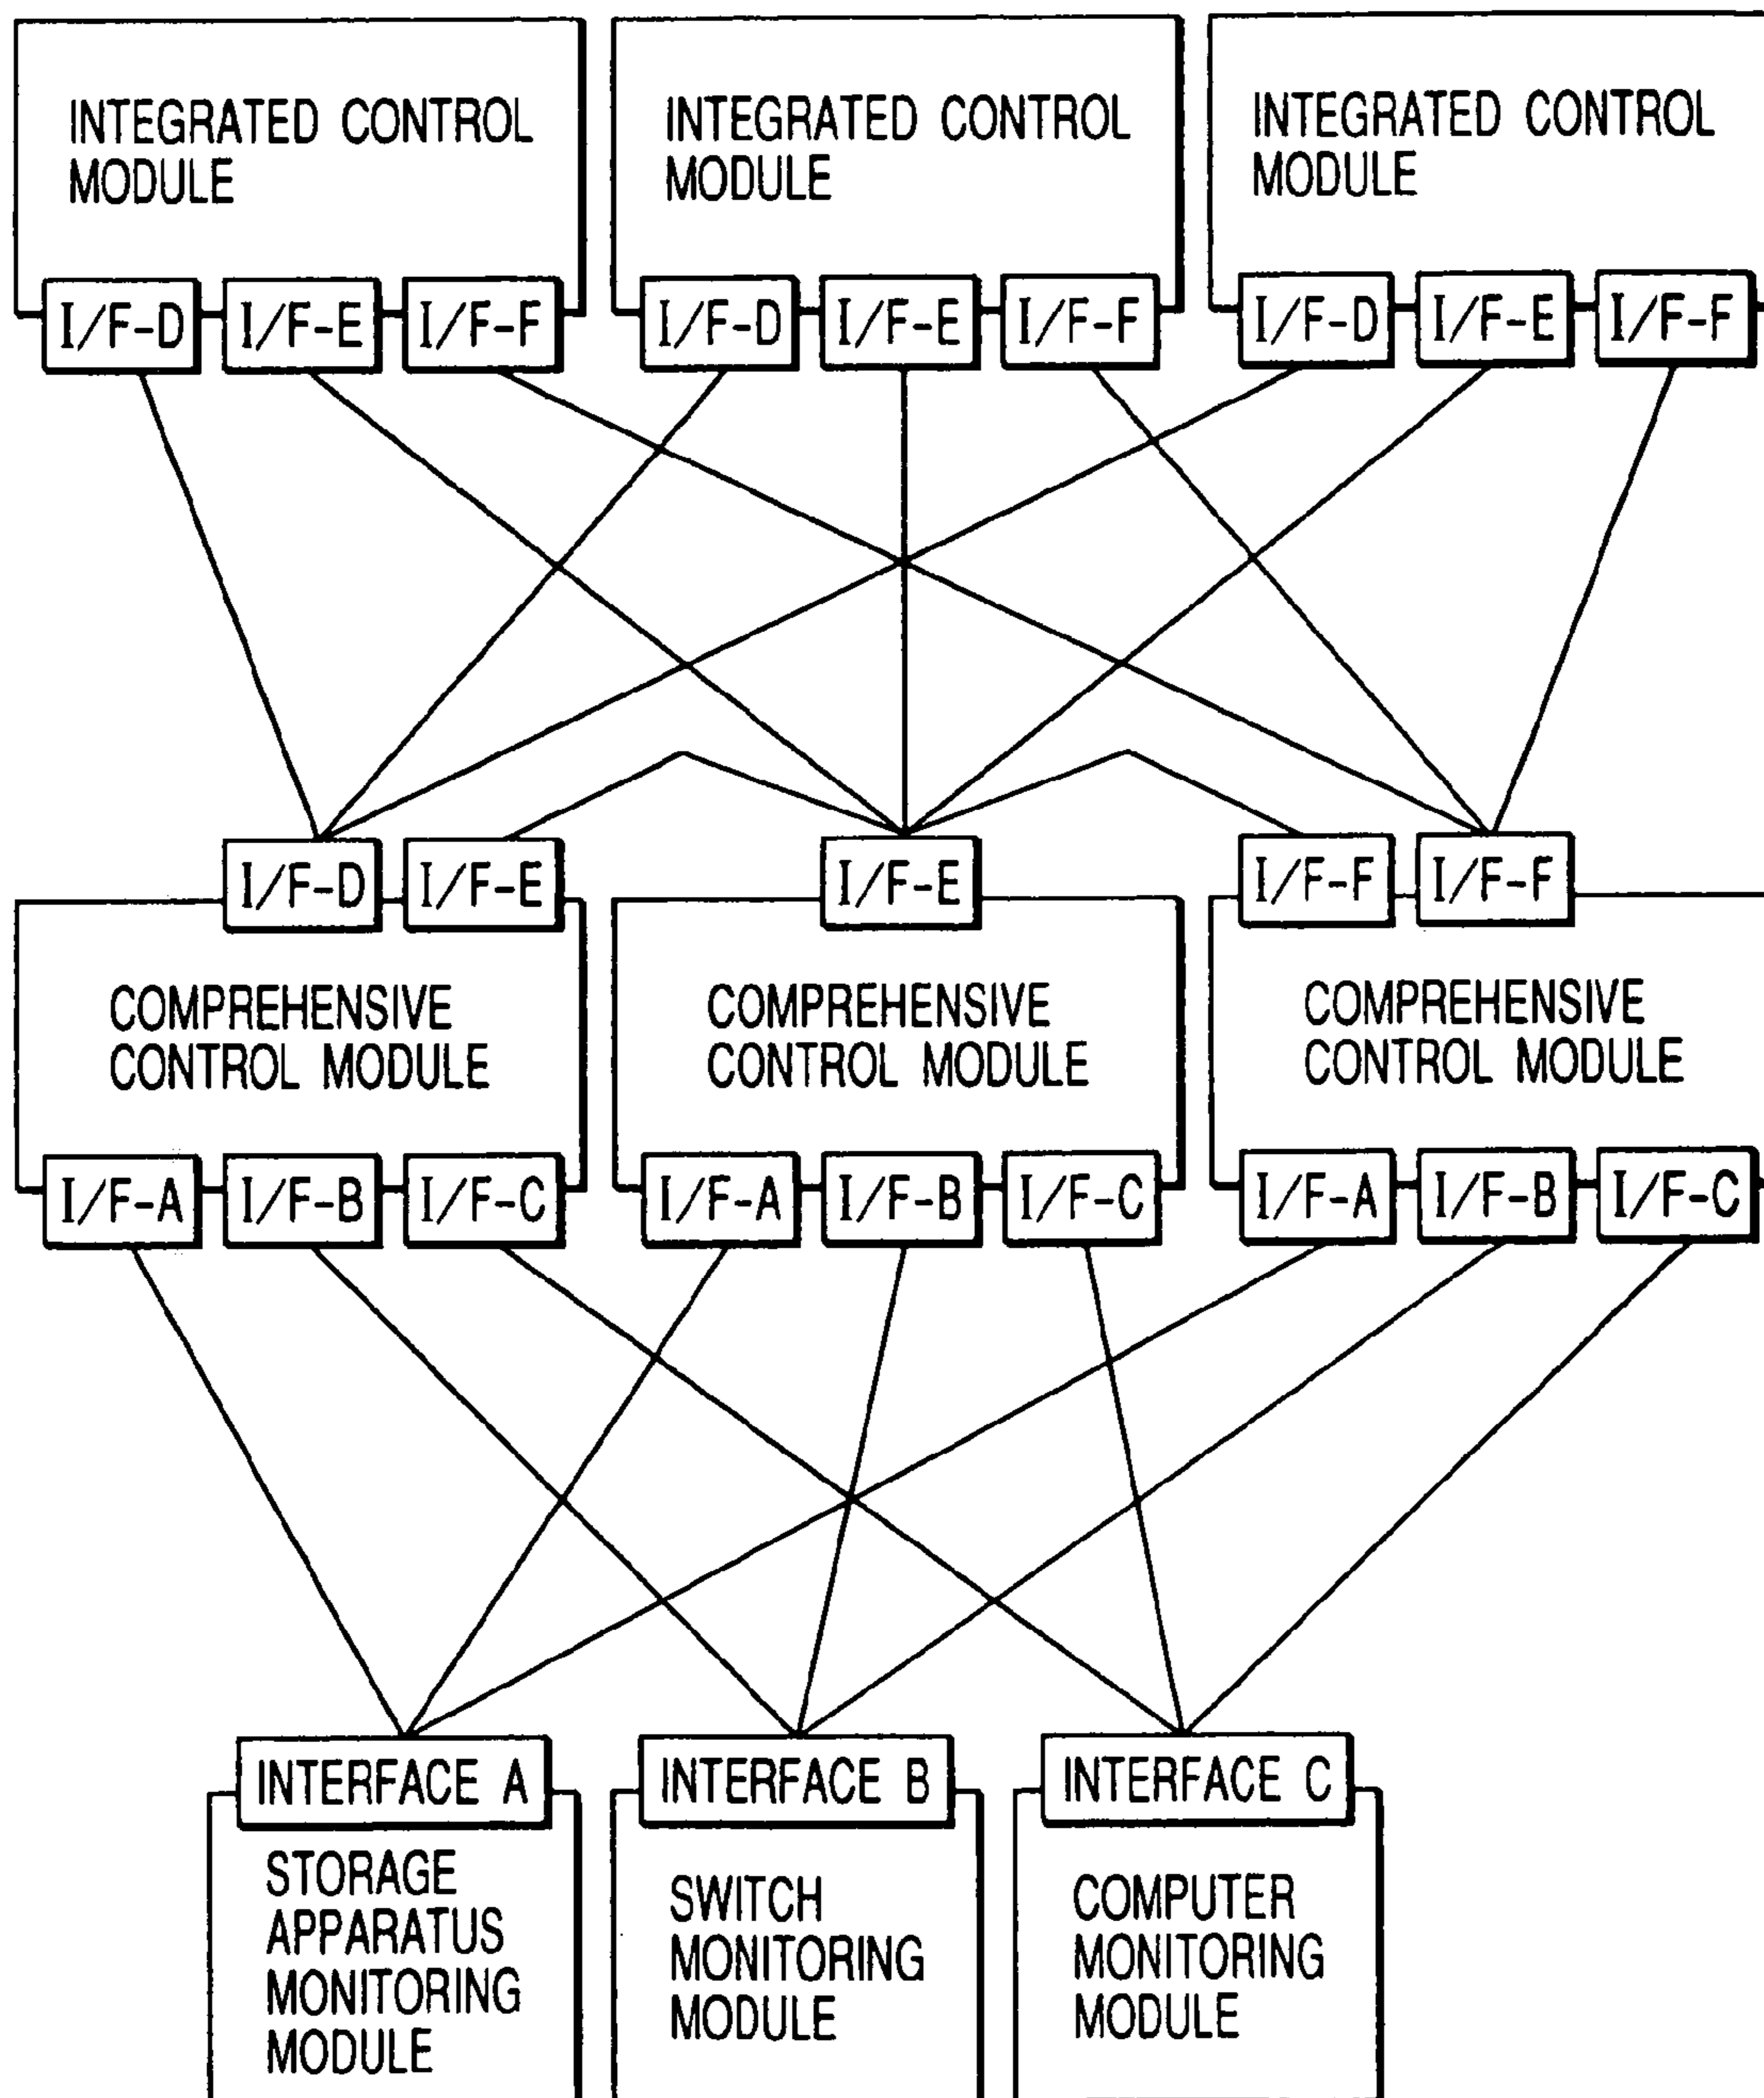 INTEGRATED CONTROL
MODULE
INTEGRATED CONTROL
MODULE
INTEGRATED CONTROL
MODULE
I/F-D
I/F-E
I/F-F
I/F-D
I/F-E
I/F-F
I/F-D
I/F-E
I/F-F
I/F-D
I/F-E
I/F-E
I/F-F
I/F-F
COMPREHENSIVE
CONTROL MODULE
COMPREHENSIVE
CONTROL MODULE
COMPREHENSIVE
CONTROL MODULE
I/F-A
I/F-B
I/F-C
I/F-A
I/F-B
I/F-C
I/F-A
I/F-B
I/F-C
INTERFACE A
STORAGE
APPARATUS
MONITORING
MODULE
INTERFACE B
SWITCH
MONITORING
MODULE
INTERFACE C
COMPUTER
MONITORING
MODULE